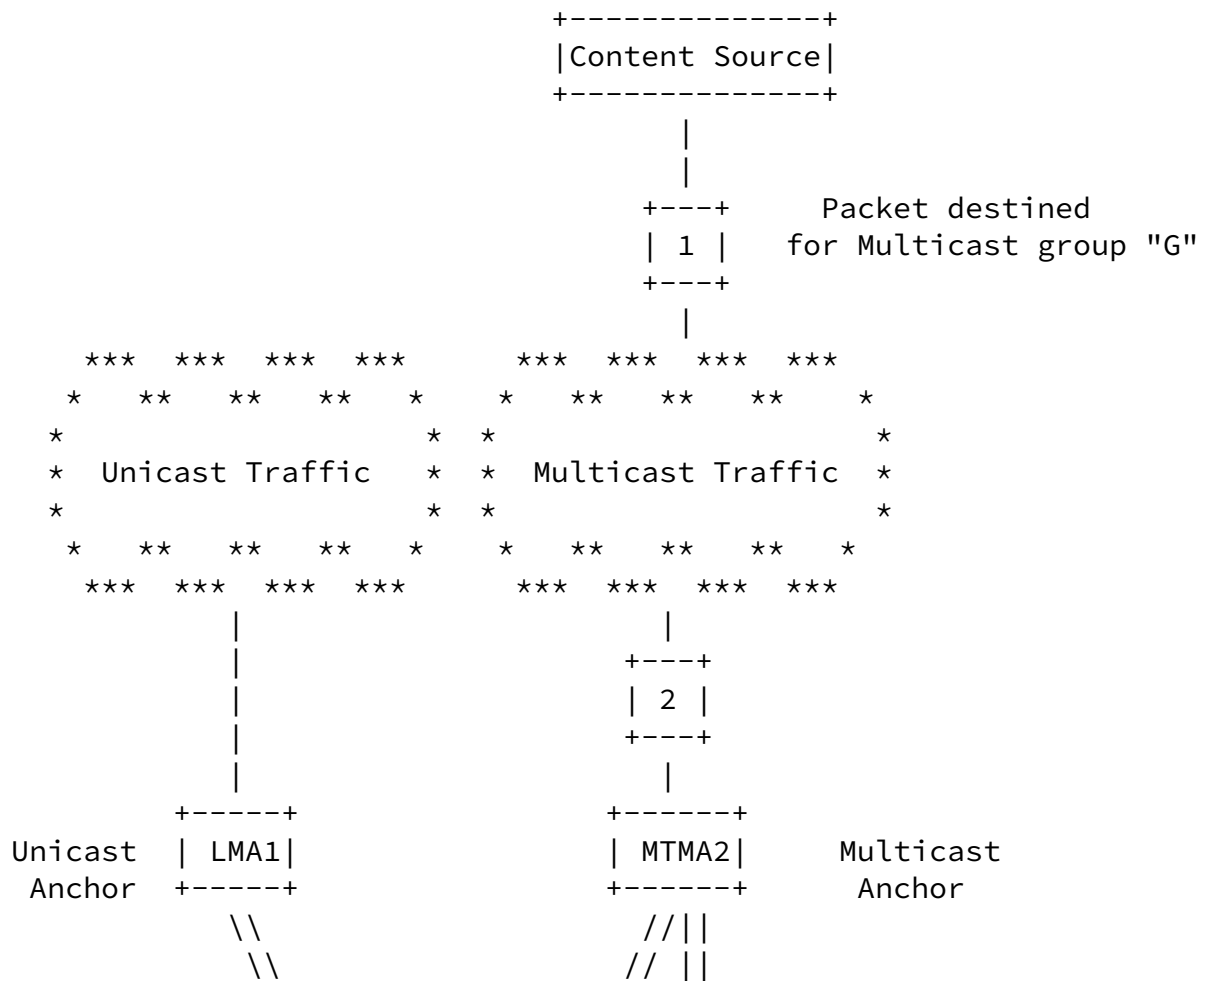 +--------------+
|Content Source|
+--------------+
|
|
+---+     Packet destined
| 1 |   for Multicast group "G"
+---+
|
***  ***  ***  ***      ***  ***  ***  ***
*   **   **   **   *    *   **   **   **    *
*                    *  *                     *
*  Unicast Traffic   *  *  Multicast Traffic  *
*                    *  *                     *
*   **   **   **   *    *   **   **   **   *
***  ***  ***  ***      ***  ***  ***  ***
|                       |
|                     +---+
|                     | 2 |
|                     +---+
|                       |
+-----+                 +------+
Unicast  | LMA1|                 | MTMA2|     Multicast
Anchor  +-----+                 +------+      Anchor
\\                     //||
\\                   // ||